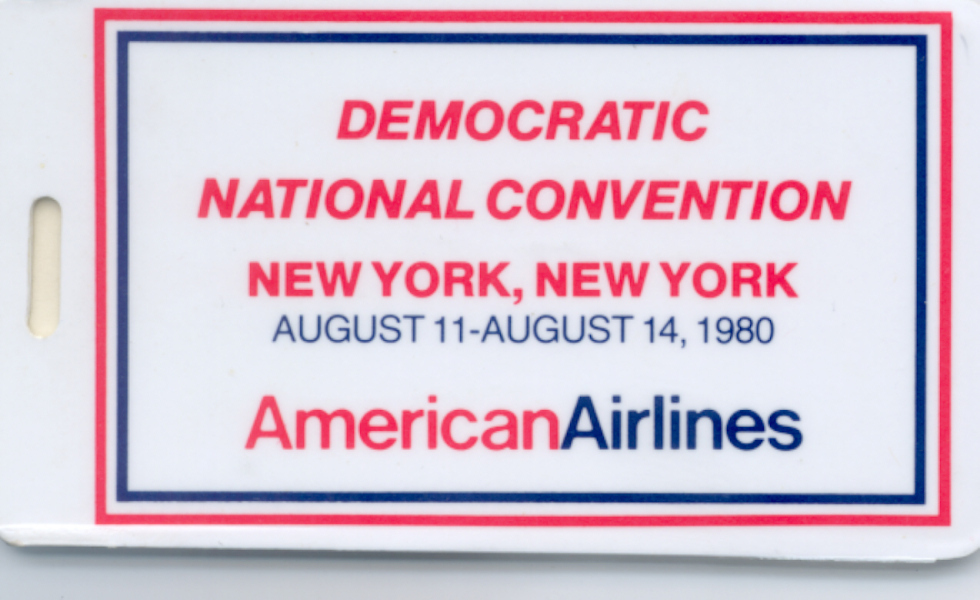 DEMOCRATIC
NATIONAL CONVENTION
NEW YORK, NEW YORK
AUGUST 11-AUGUST 14, 1980
AmericanAirlines